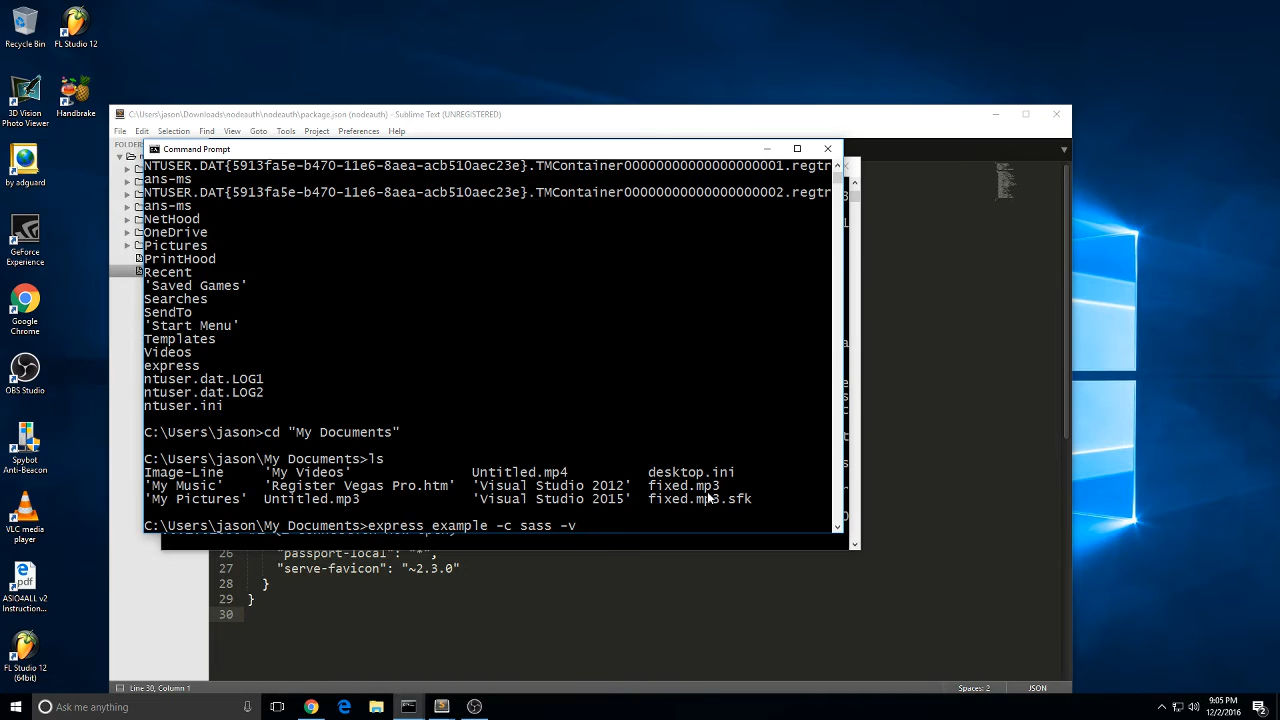 Recycle Bin
FL Studio 12
3D Vision
Photo Viewer
Handbrake
by adguard
GeForce
Experience
Google
Chrome
OBS Studio
Spybot
Anti-Beacon
VLC media
player
ASIO4ALL v2
Instruction...
FL Studio 12
(64bit)
C:\Users\jason\Downloads\nodeauth\package.json (nodeauth) - Sublime Text (UNREGISTERED)
File Edit Selection Find View Goto Tools Project Preferences Help
Command Prompt
NTUSER.DAT{5913fa5e-b470-11e6-8aea-acb510aec23e}.TMContainer00000000000000000001.regtr
ans-ms
NTUSER.DAT{5913fa5e-b470-11e6-8aea-acb510aec23e}.TMContainer00000000000000000002.regtr
ans-ms
NetHood
OneDrive
Pictures
PrintHood
Recent
'Saved Games'
Searches
SendTo
'Start Menu'
Templates
Videos
express
ntuser.dat.LOG1
ntuser.dat.LOG2
ntuser.ini
C:\Users\jason>cd "My Documents"
C:\Users\jason\My Documents>ls
Image-Line 'My Videos' Untitled.mp4 desktop.ini
'My Music' 'Register Vegas Pro.htm' 'Visual Studio 2012' fixed.mp3
'My Pictures' Untitled.mp3 'Visual Studio 2015' fixed.mp3.sfk
C:\Users\jason\My Documents>express example -c sass -v
26 "passport-local": "*",
27 "serve-favicon": "~2.3.0"
28 }
29 }
30
Line 30, Column 1 Spaces: 2 JSON
Ask me anything
9:05 PM
12/2/2016
2